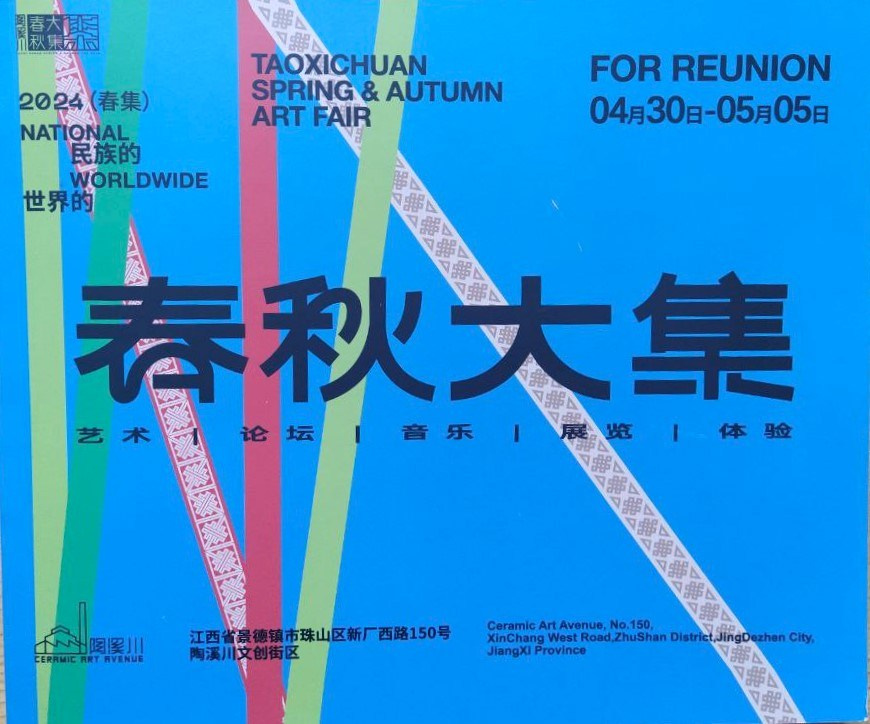 陶溪川
春秋大集
2024（春集）
NATIONAL
民族的
WORLDWIDE
世界的
TAOXICHUAN
SPRING & AUTUMN
ART FAIR
FOR REUNION
04月30日-05月05日
春秋大集
艺术 | 论坛 | 音乐 | 展览 | 体验
陶溪川
CERAMIC ART AVENUE
江西省景德镇市珠山区新厂西路150号
陶溪川文创街区
Ceramic Art Avenue, No.150,
XinChang West Road,ZhuShan District,JingDezhen City,
JiangXi Province